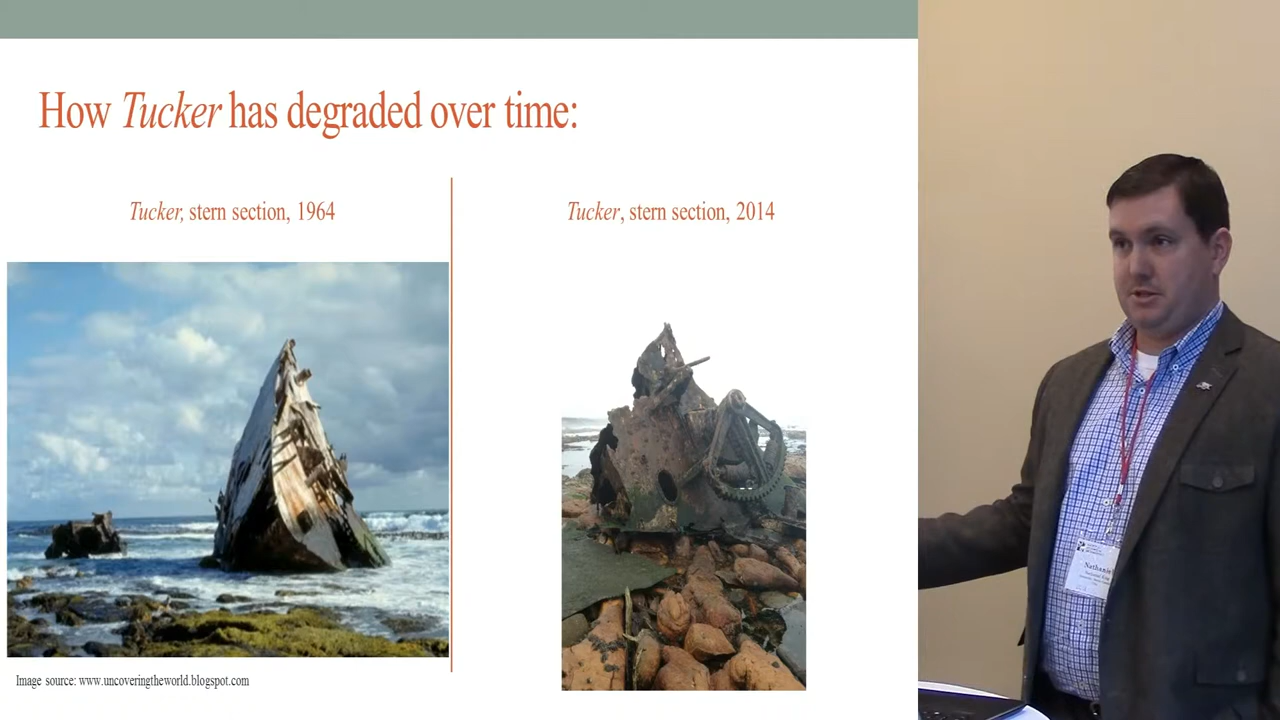 How Tucker has degraded over time:
Tucker, stern section, 1964
Tucker, stern section, 2014
Image source: www.uncoveringtheworld.blogspot.com
Nathaniel